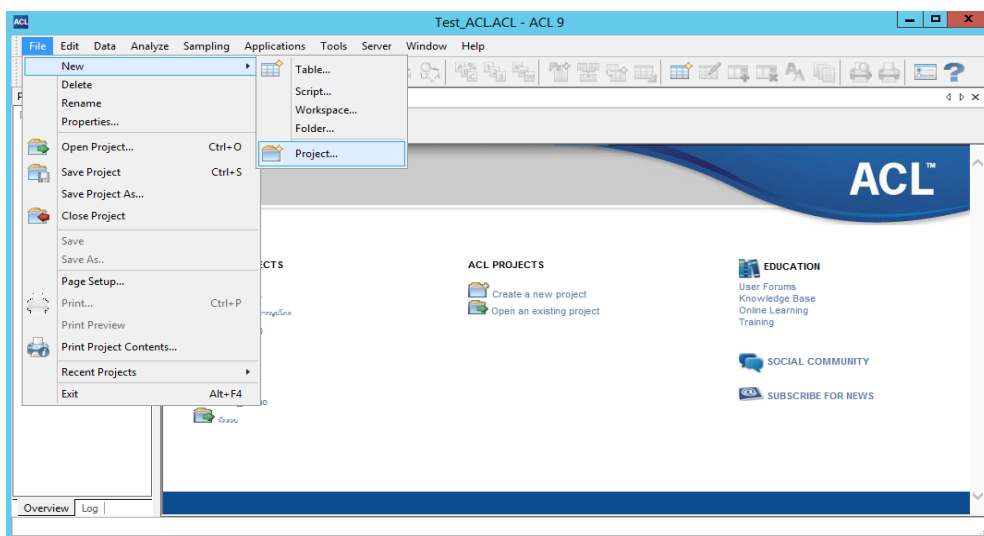 ACL
Test_ACL.ACL - ACL 9
File Edit Data Analyze Sampling Applications Tools Server Window Help
New
Delete
Rename
Properties...
Open Project... Ctrl+O
Save Project Ctrl+S
Save Project As...
Close Project
Save
Save As..
Page Setup...
Print... Ctrl+P
Print Preview
Print Project Contents...
Recent Projects
Exit Alt+F4
Table...
Script...
Workspace...
Folder...
Project...
ACL™
ECTS
ACL PROJECTS
Create a new project
Open an existing project
EDUCATION
User Forums
Knowledge Base
Online Learning
Training
SOCIAL COMMUNITY
SUBSCRIBE FOR NEWS
Overview Log